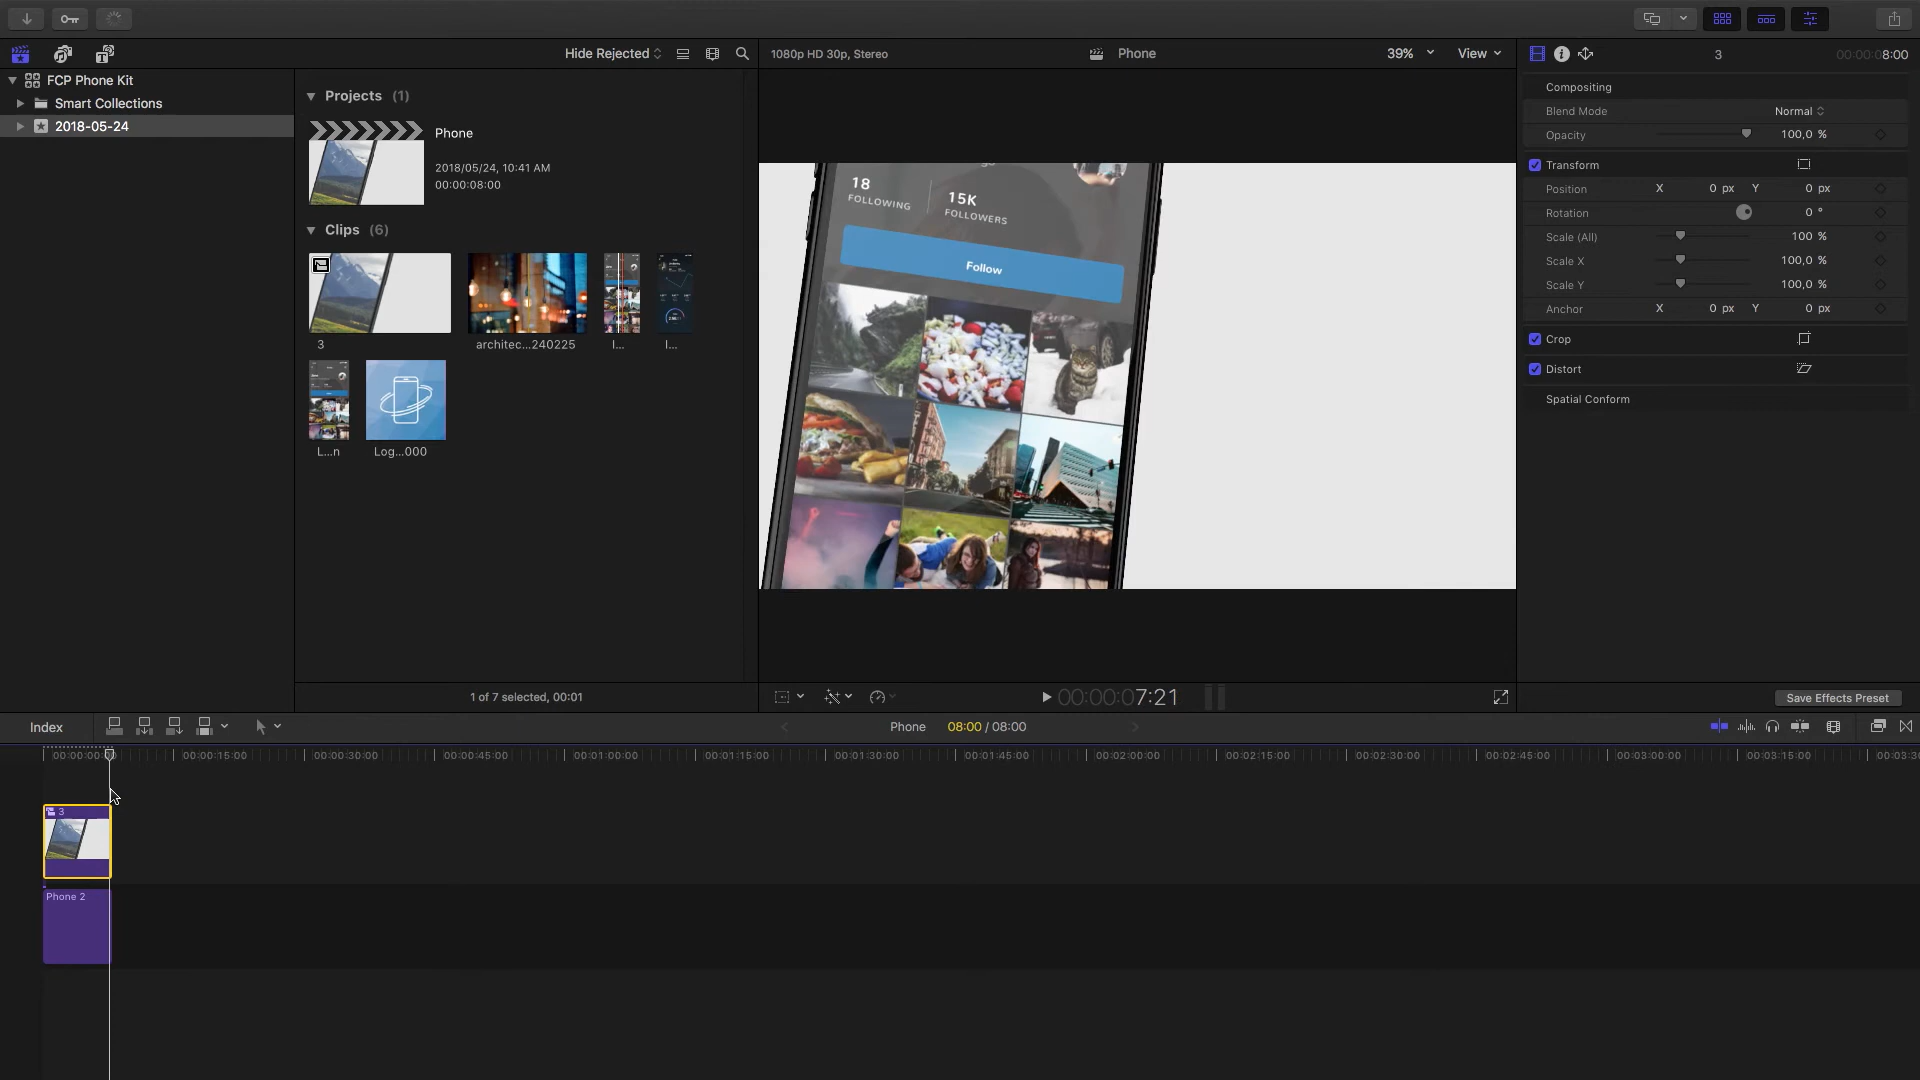 Hide Rejected
1080p HD 30p, Stereo
Phone
39%
View
3
00:00:08:00
FCP Phone Kit
Smart Collections
2018-05-24
Projects (1)
Phone
2018/05/24, 10:41 AM
00:00:08:00
Clips (6)
3
architec...240225
I...
I...
L...n
Log...000
1 of 7 selected, 00:01
18
FOLLOWING
15K
FOLLOWERS
Follow
00:00:07:21
Compositing
Blend Mode
Normal
Opacity
100,0 %
Transform
Position
X
0 px
Y
0 px
Rotation
0 °
Scale (All)
100 %
Scale X
100,0 %
Scale Y
100,0 %
Anchor
X
0 px
Y
0 px
Crop
Distort
Spatial Conform
Save Effects Preset
Index
Phone
08:00 / 08:00
00:00:15:00
00:00:30:00
00:00:45:00
00:01:00:00
00:01:15:00
00:01:30:00
00:01:45:00
00:02:00:00
00:02:15:00
00:02:30:00
00:02:45:00
00:03:00:00
00:03:15:00
3
Phone 2